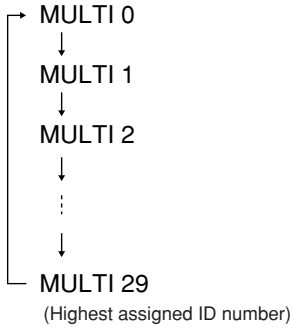 MULTI 0
MULTI 1
MULTI 2
MULTI 29
(Highest assigned ID number)